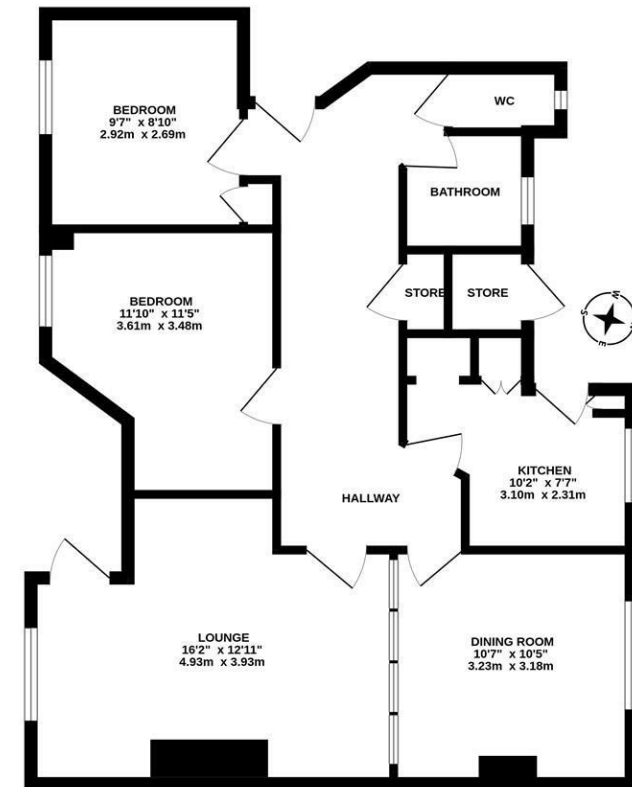 BEDROOM
9'7" x 8'10"
2.92m x 2.69m
WC
BATHROOM
BEDROOM
11'10" x 11'5"
3.61m x 3.48m
STORE
STORE
W
S
E
KITCHEN
10'2" x 7'7"
3.10m x 2.31m
HALLWAY
LOUNGE
16'2" x 12'11"
4.93m x 3.93m
DINING ROOM
10'7" x 10'5"
3.23m x 3.18m